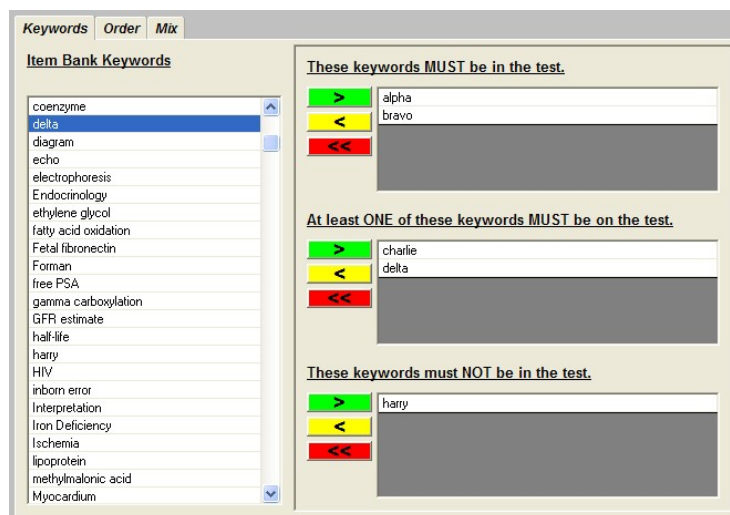 Keywords Order Mix
Item Bank Keywords
coenzyme
delta
diagram
echo
electrophoresis
Endocrinology
ethylene glycol
fatty acid oxidation
Fetal fibronectin
Forman
free PSA
gamma carboxylation
GFR estimate
half-life
harry
HIV
inborn error
Interpretation
Iron Deficiency
Ischemia
lipoprotein
methylmalonic acid
Myocardium
These keywords MUST be in the test.
>
<
<<
alpha
bravo
At least ONE of these keywords MUST be on the test.
>
<
<<
charlie
delta
These keywords must NOT be in the test.
>
<
<<
harry